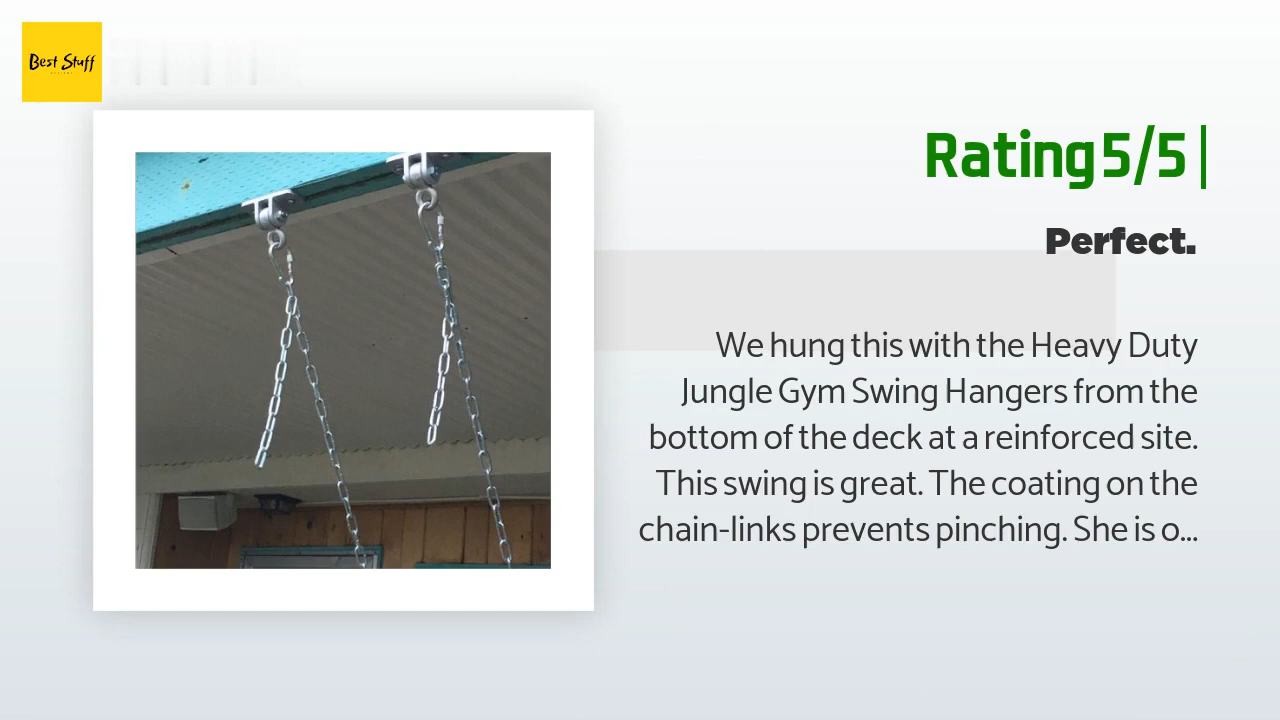 Best Stuff
Rating 5/5 |
Perfect.
We hung this with the Heavy Duty
Jungle Gym Swing Hangers from the
bottom of the deck at a reinforced site.
This swing is great. The coating on the
chain-links prevents pinching. She is o...